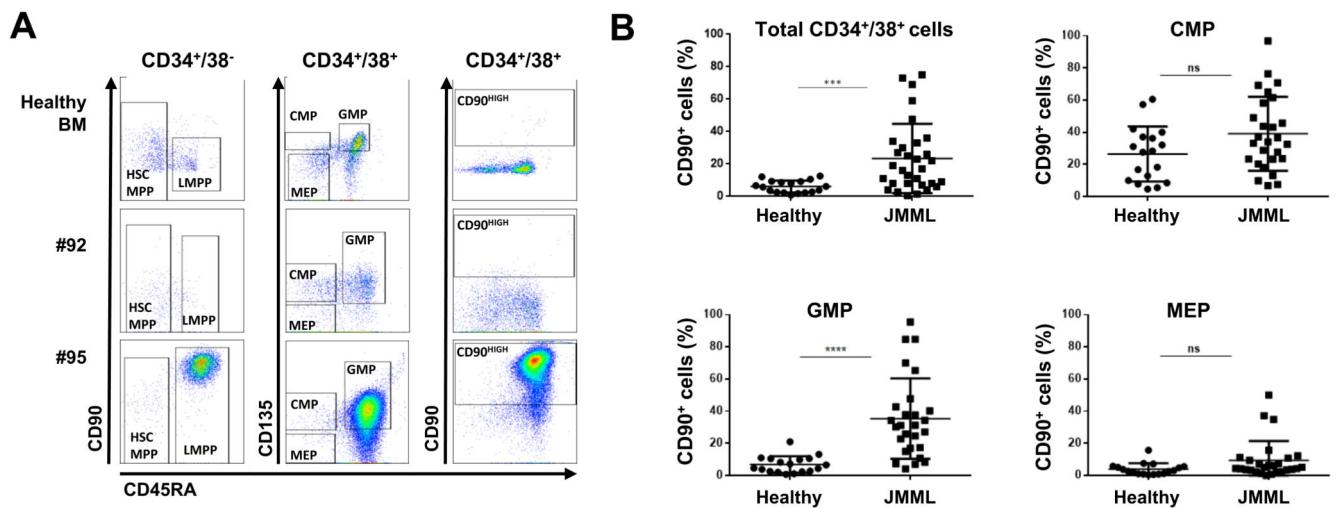 A
CD34⁺/38⁻ CD34⁺/38⁺ CD34⁺/38⁺
Healthy
BM
HSC
MPP
LMPP
CMP
GMP
MEP
CD90ᴴᴵᴳᴴ
#92
HSC
MPP
LMPP
CMP
GMP
MEP
CD90ᴴᴵᴳᴴ
#95
HSC
MPP
LMPP
CMP
GMP
MEP
CD90ᴴᴵᴳᴴ
CD90
CD135
CD90
CD45RA
B
Total CD34⁺/38⁺ cells
CD90⁺ cells (%)
100
80
60
40
20
0
***
Healthy JMML
CMP
CD90⁺ cells (%)
100
80
60
40
20
0
ns
Healthy JMML
GMP
CD90⁺ cells (%)
100
80
60
40
20
0
****
Healthy JMML
MEP
CD90⁺ cells (%)
100
80
60
40
20
0
ns
Healthy JMML